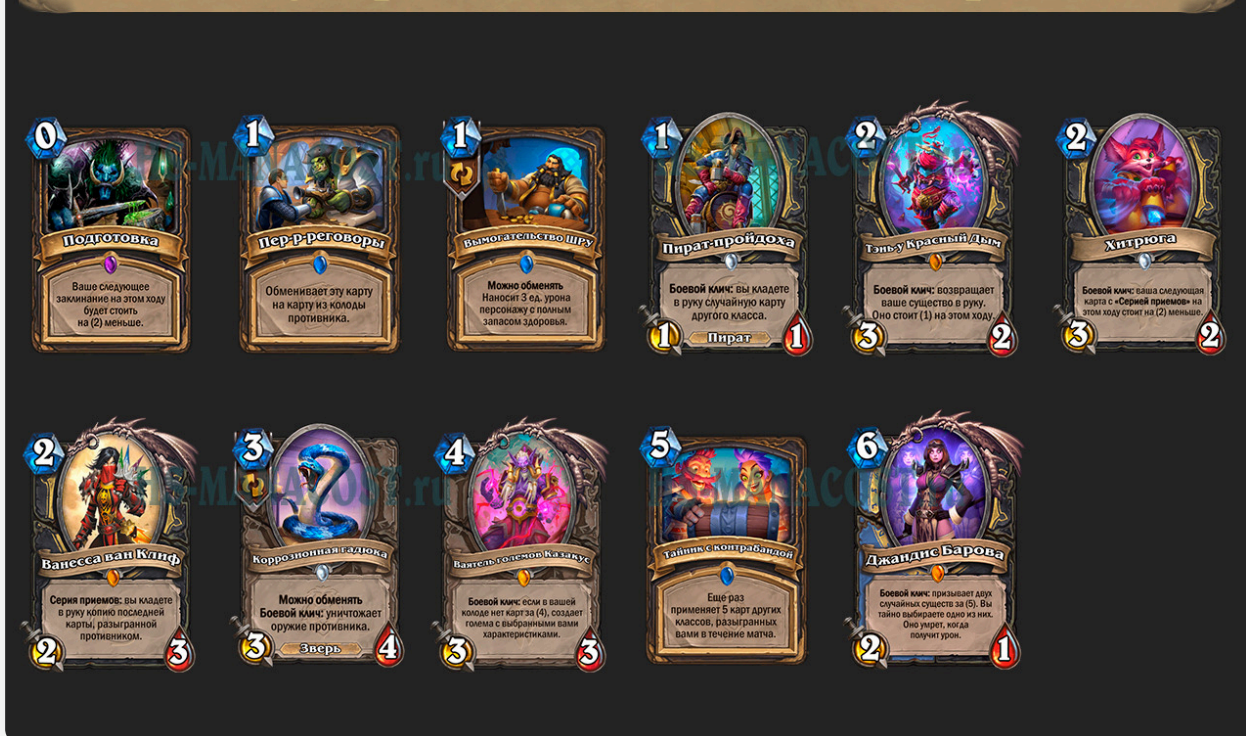 0
Подготовка
Ваше следующее
заклинание на этом ходу
будет стоить
на (2) меньше.
1
Пер-р-реговоры
Обменивает эту карту
на карту из колоды
противника.
1
Вымогательство ШРУ
Можно обменять
Наносит 3 ед. урона
персонажу с полным
запасом здоровья.
1
Пират-пройдоха
Боевой клич: вы кладете
в руку случайную карту
другого класса.
1
Пират
1
2
Тэнь-у Красный Дым
Боевой клич: возвращает
ваше существо в руку.
Оно стоит (1) на этом ходу.
3
2
2
Хитрюга
Боевой клич: ваша следующая
карта с «Серией приемов» на
этом ходу стоит на (2) меньше.
3
2
HS-MANACOST.ru
2
Ванесса ван Клиф
Серия приемов: вы кладете
в руку копию последней
карты, разыгранной
противником.
2
3
3
Коррозионная гадюка
Можно обменять
Боевой клич: уничтожает
оружие противника.
3
Зверь
4
4
Ваятель големов Казакус
Боевой клич: если в вашей
колоде нет карт за (4), создает
голема с выбранными вами
характеристиками.
3
3
5
Тайник с контрабандой
Еще раз
применяет 5 карт других
классов, разыгранных
вами в течение матча.
6
Джандис Барова
Боевой клич: призывает двух
случайных существ за (5). Вы
тайно выбираете одно из них.
Оно умрет, когда
получит урон.
2
1
HS-MANACOST.ru